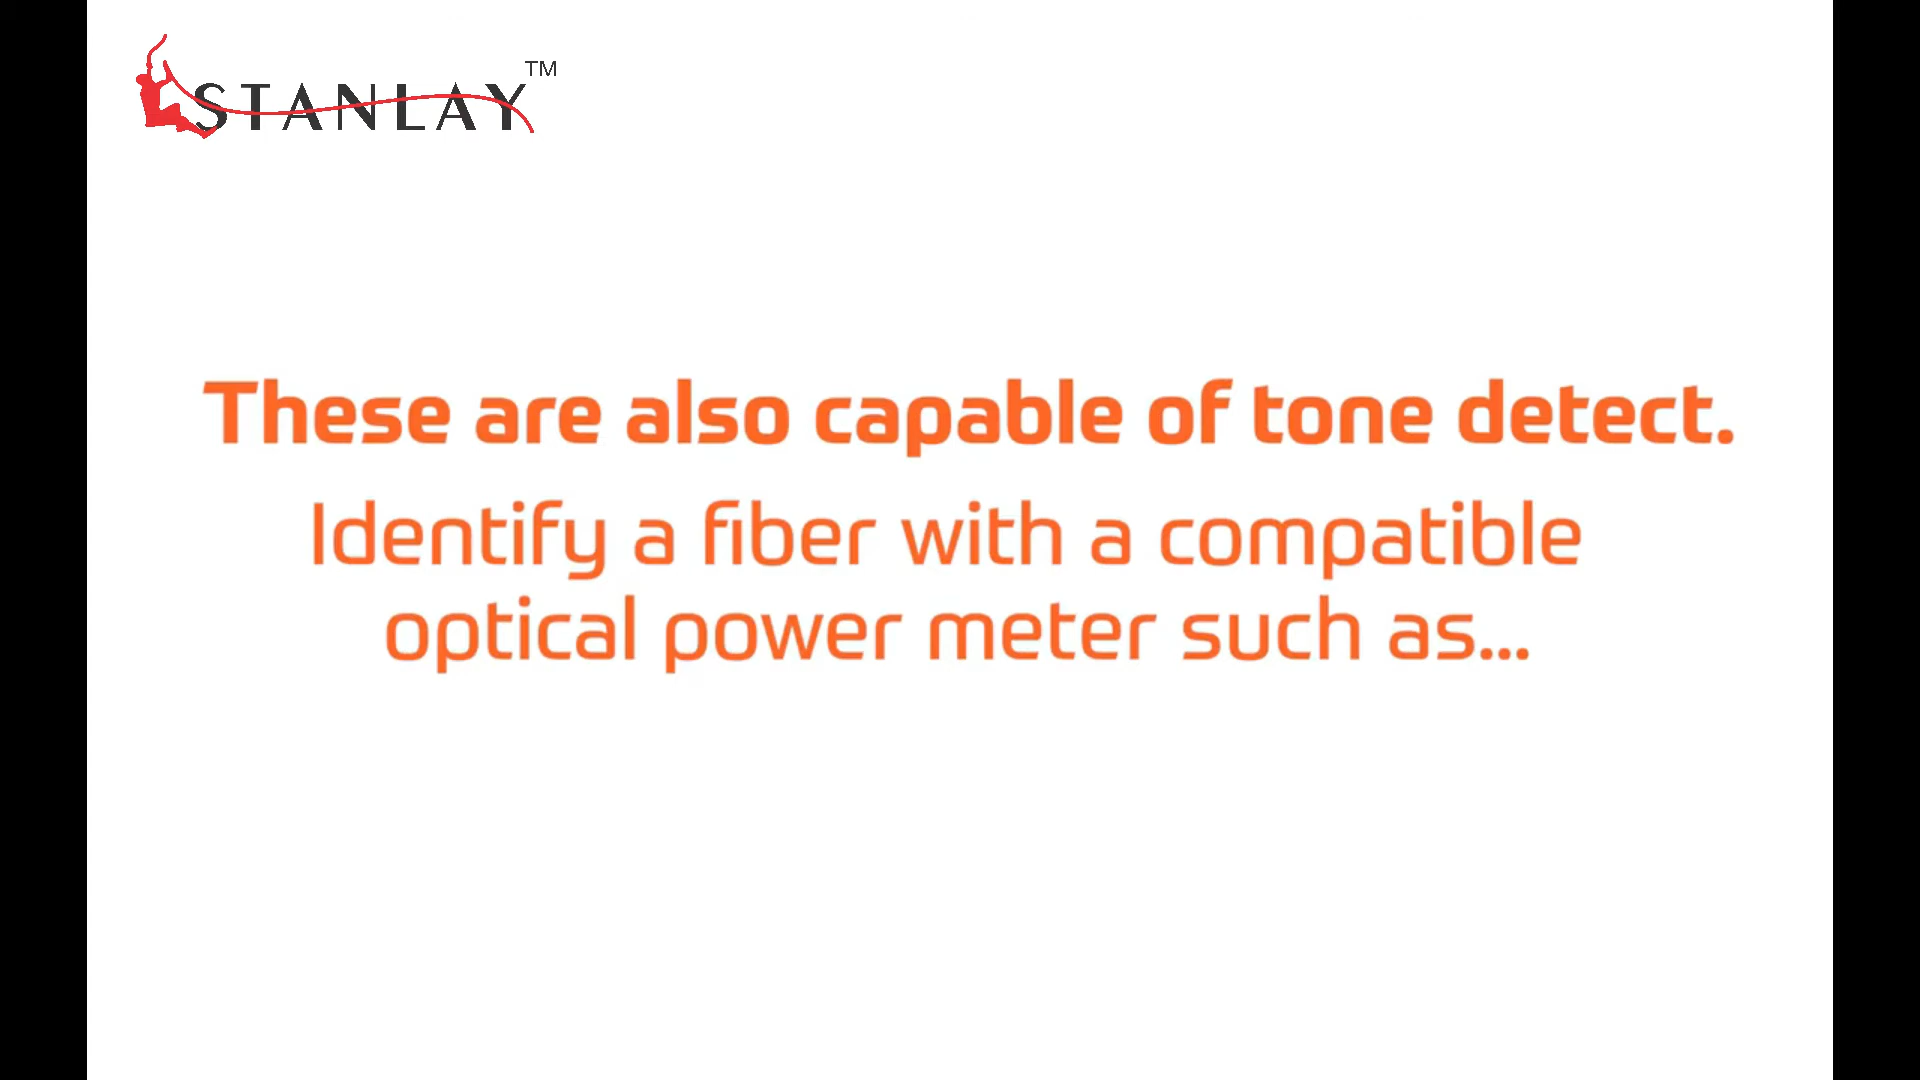 STANLAY™
These are also capable of tone detect.
Identify a fiber with a compatible
optical power meter such as...